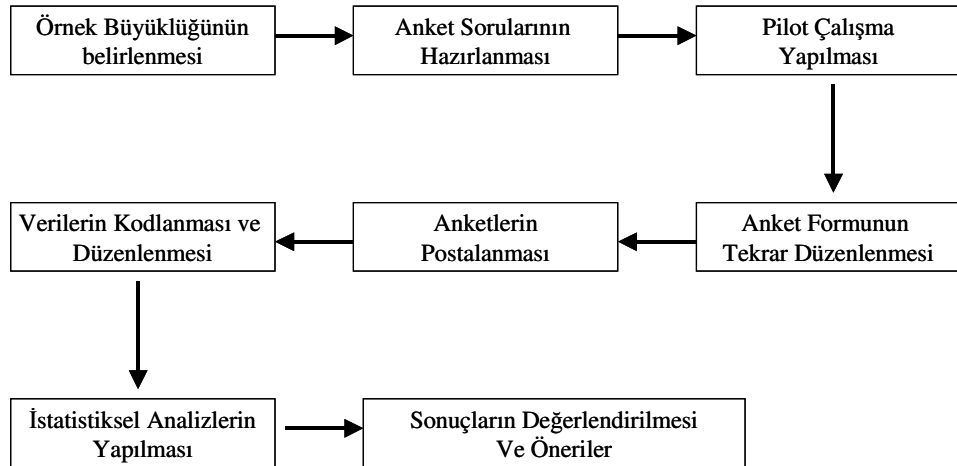 Örnek Büyüklüğünün
belirlenmesi
Anket Sorularının
Hazırlanması
Pilot Çalışma
Yapılması
Anket Formunun
Tekrar Düzenlenmesi
Anketlerin
Postalanması
Verilerin Kodlanması ve
Düzenlenmesi
İstatistiksel Analizlerin
Yapılması
Sonuçların Değerlendirilmesi
Ve Öneriler